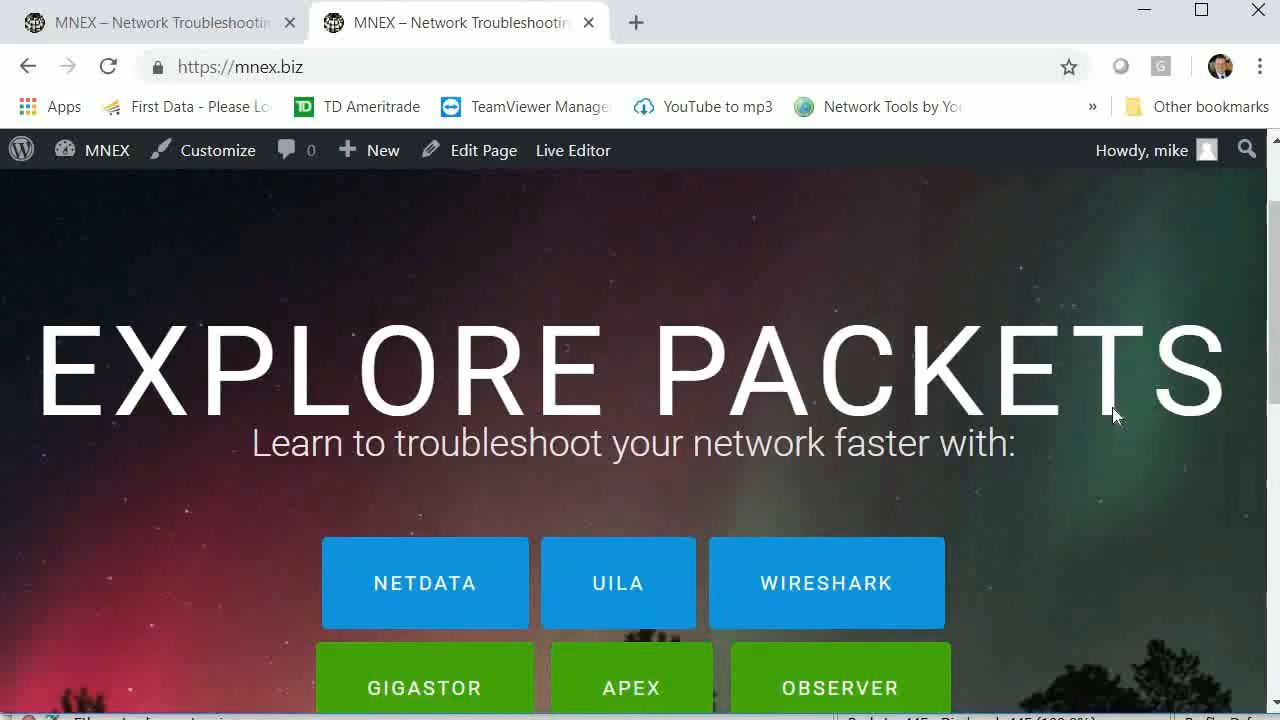 MNEX – Network Troubleshootin
MNEX – Network Troubleshootin
https://mnex.biz
G
Apps
First Data - Please Lo
TD Ameritrade
TeamViewer Manage
YouTube to mp3
Network Tools by Yo
»
Other bookmarks
MNEX
Customize
0
New
Edit Page
Live Editor
Howdy, mike
EXPLORE PACKETS
Learn to troubleshoot your network faster with:
NETDATA
UILA
WIRESHARK
GIGASTOR
APEX
OBSERVER